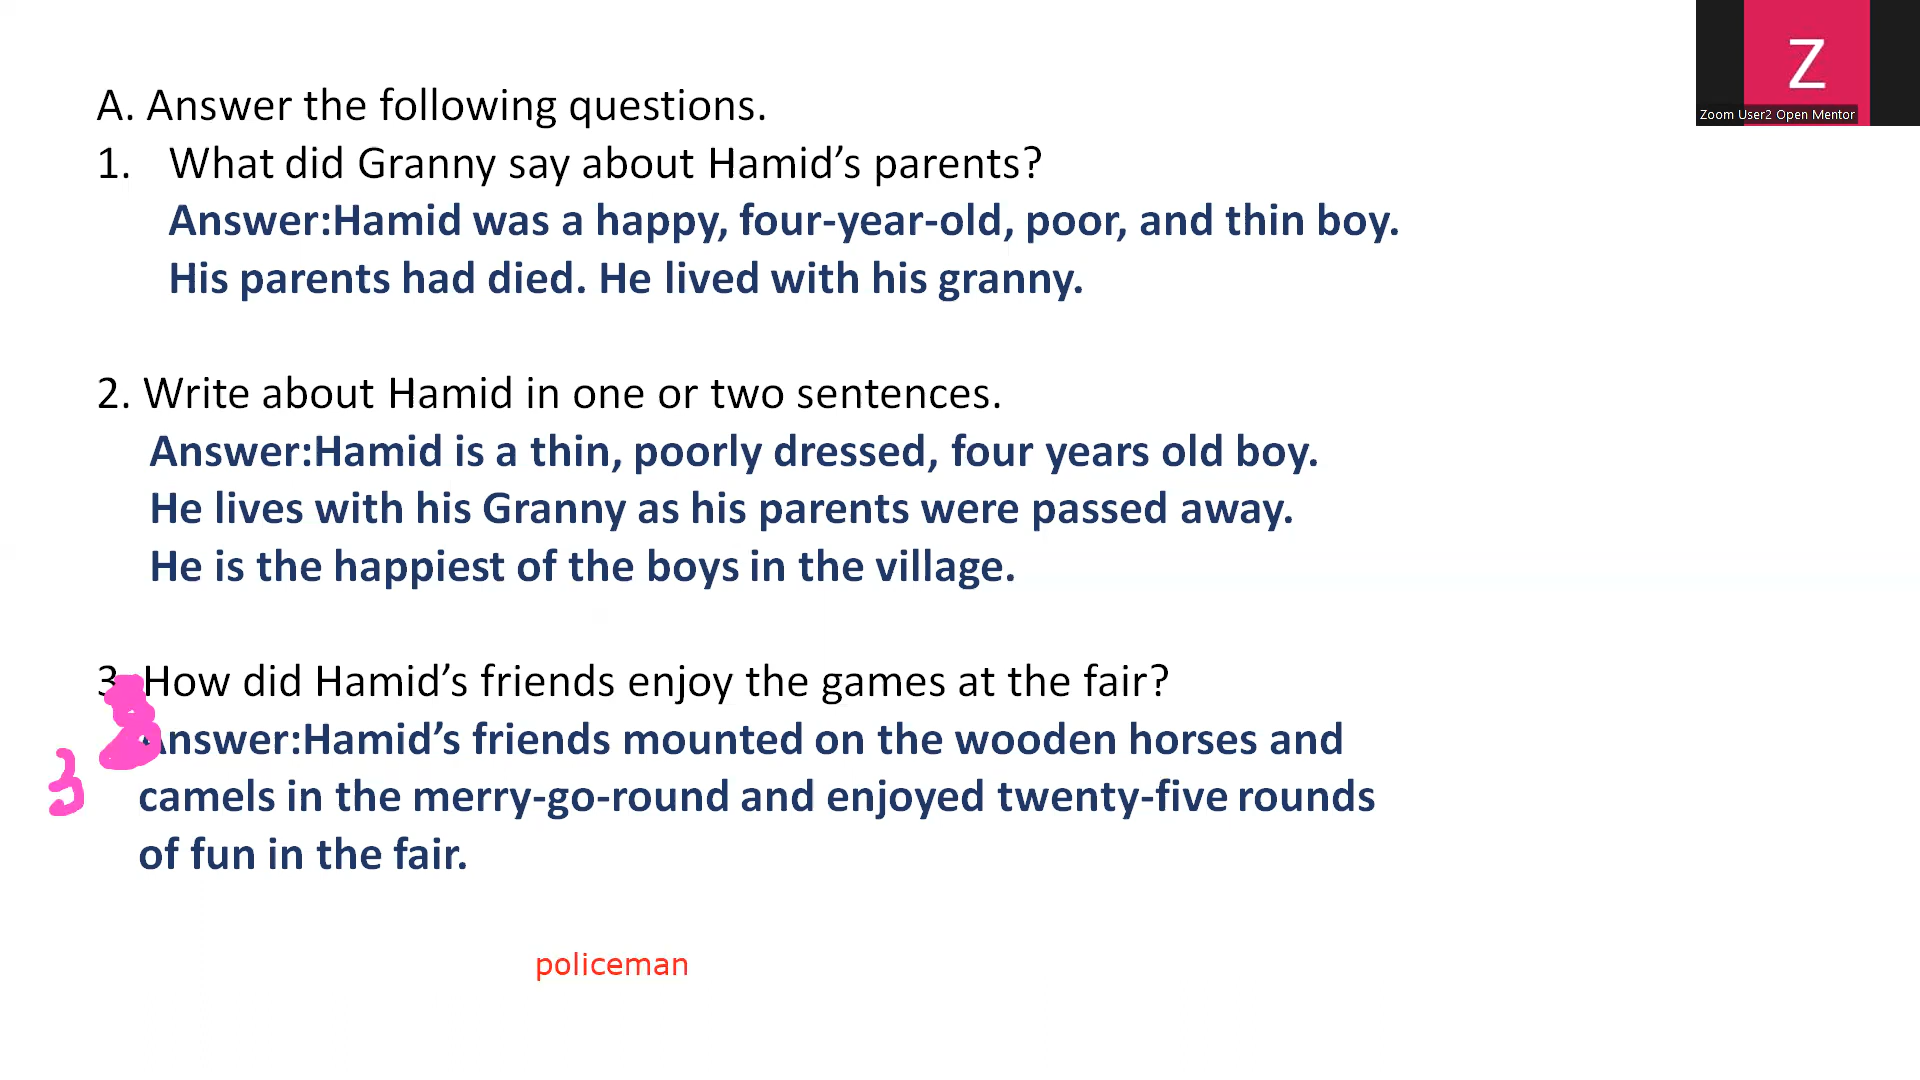 Z
Zoom User2 Open Mentor
A. Answer the following questions.
1. What did Granny say about Hamid’s parents?
Answer:Hamid was a happy, four-year-old, poor, and thin boy.
His parents had died. He lived with his granny.
2. Write about Hamid in one or two sentences.
Answer:Hamid is a thin, poorly dressed, four years old boy.
He lives with his Granny as his parents were passed away.
He is the happiest of the boys in the village.
3. How did Hamid’s friends enjoy the games at the fair?
Answer:Hamid’s friends mounted on the wooden horses and
3
camels in the merry-go-round and enjoyed twenty-five rounds
of fun in the fair.
policeman